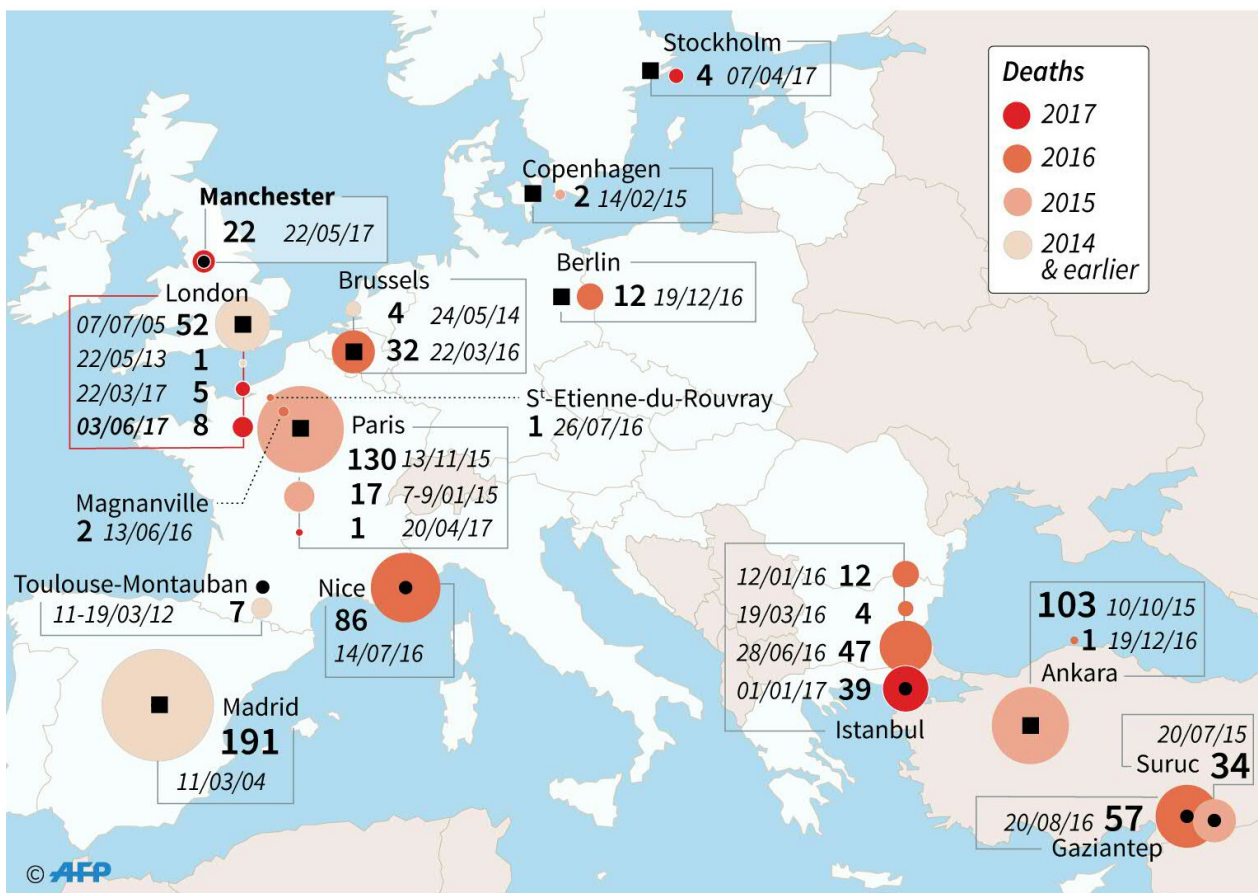 Stockholm
4 07/04/17
Deaths
2017
2016
2015
2014
& earlier
Copenhagen
2 14/02/15
Manchester
22 22/05/17
Berlin
12 19/12/16
Brussels
4 24/05/14
32 22/03/16
London
07/07/05 52
22/05/13 1
22/03/17 5
03/06/17 8
St-Etienne-du-Rouvray
1 26/07/16
Paris
130 13/11/15
17 7-9/01/15
1 20/04/17
Magnanville
2 13/06/16
Toulouse-Montauban
11-19/03/12 7
Nice
86
14/07/16
12/01/16 12
19/03/16 4
28/06/16 47
01/01/17 39
Istanbul
103 10/10/15
1 19/12/16
Ankara
Madrid
191
11/03/04
20/07/15
Suruc 34
20/08/16 57
Gaziantep
© AFP